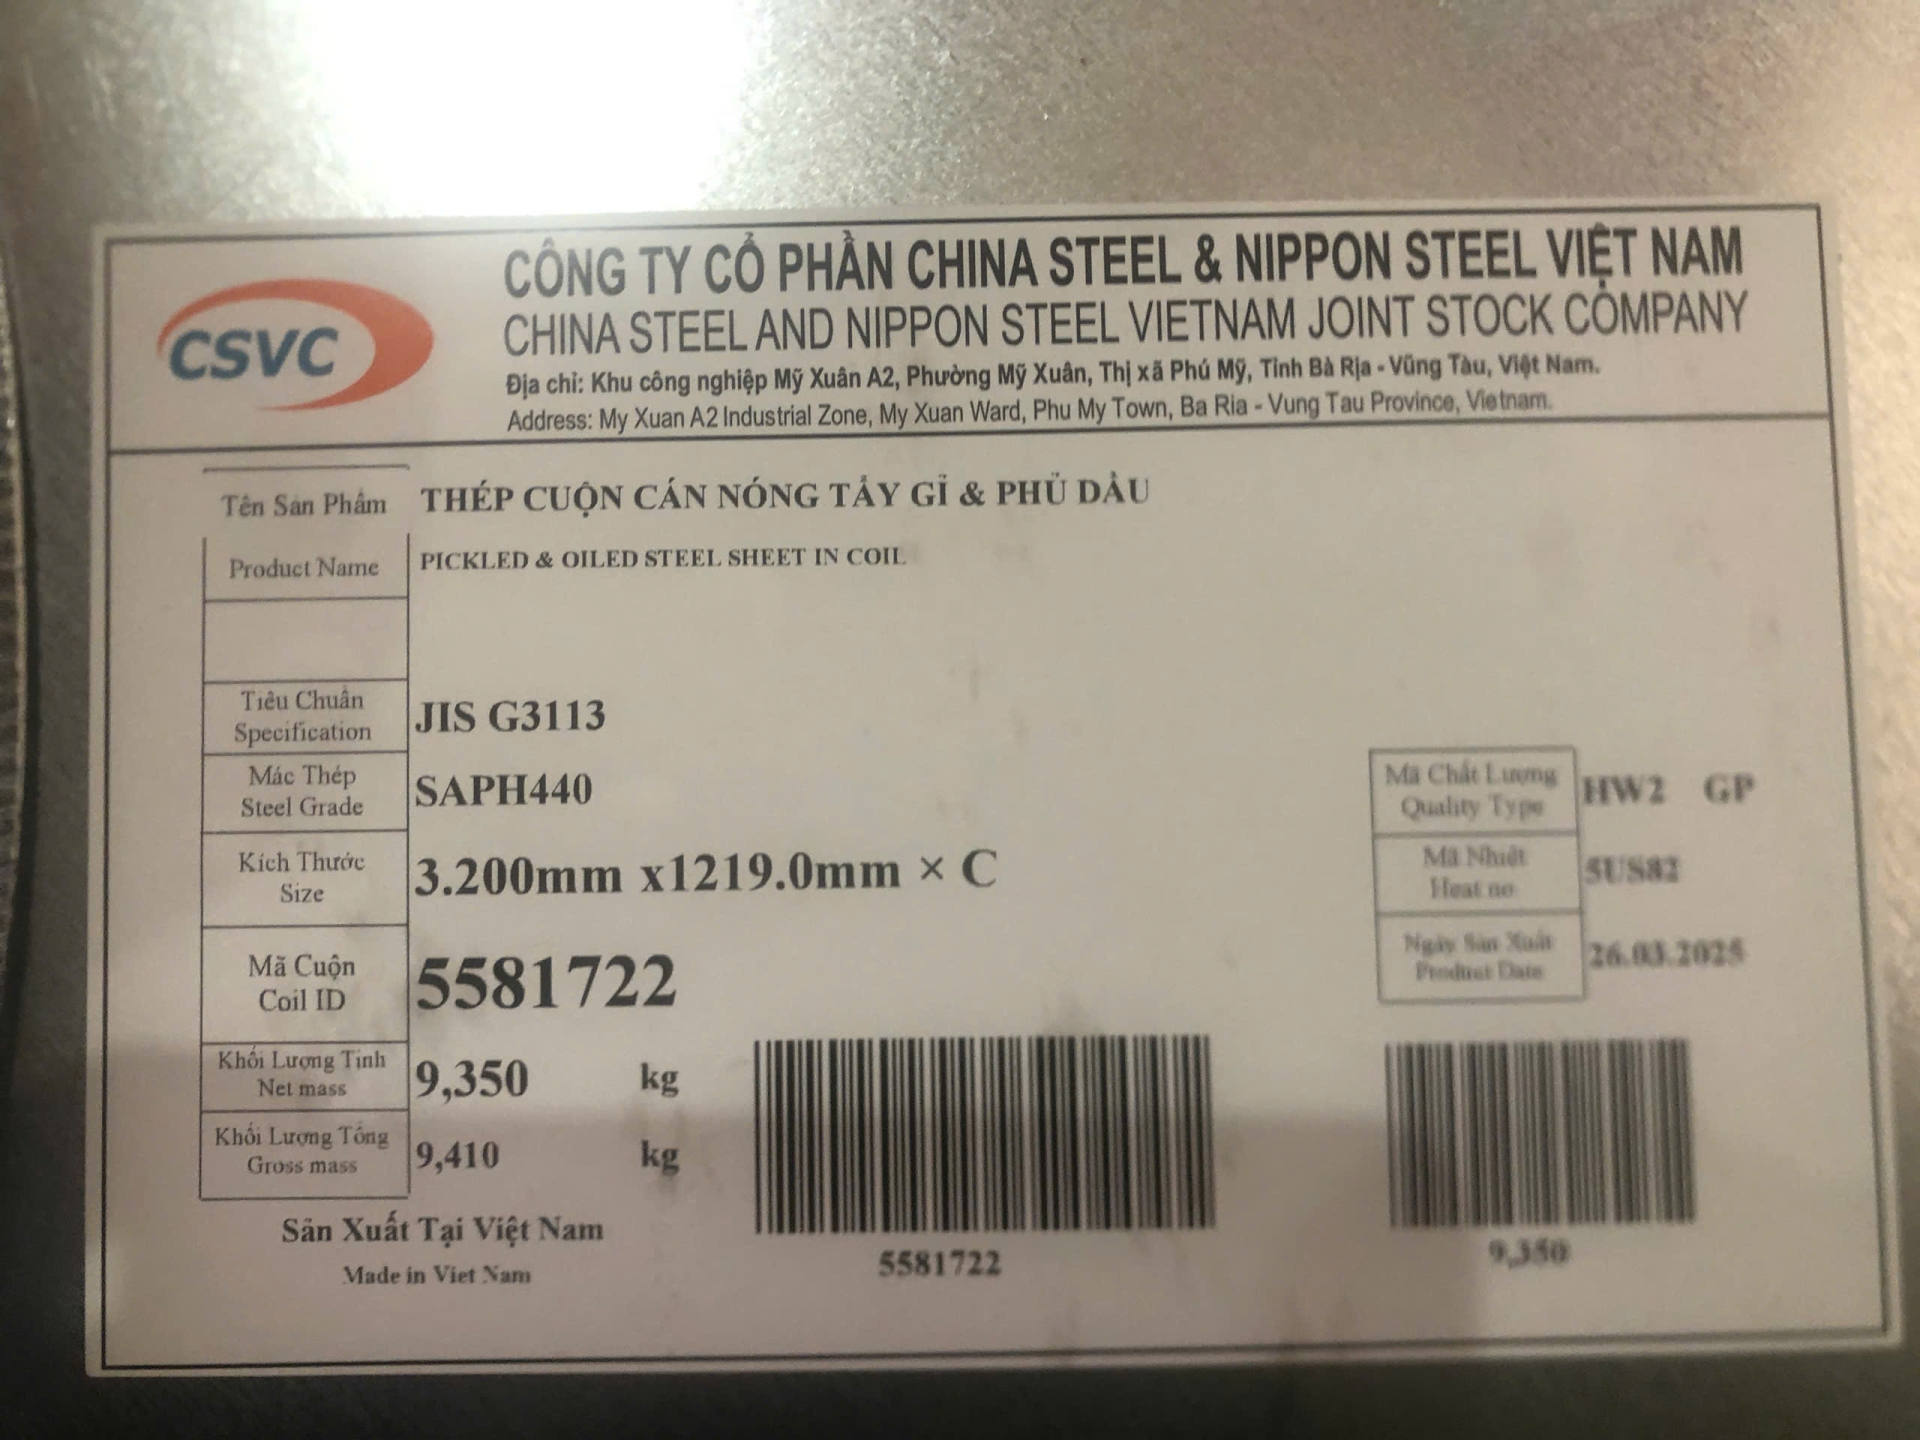 CSVC
CÔNG TY CỔ PHẦN CHINA STEEL & NIPPON STEEL VIỆT NAM
CHINA STEEL AND NIPPON STEEL VIETNAM JOINT STOCK COMPANY
Địa chỉ: Khu công nghiệp Mỹ Xuân A2, Phường Mỹ Xuân, Thị xã Phú Mỹ, Tỉnh Bà Rịa - Vũng Tàu, Việt Nam.
Address: My Xuan A2 Industrial Zone, My Xuan Ward, Phu My Town, Ba Ria - Vung Tau Province, Vietnam.
Tên Sản Phẩm THÉP CUỘN CÁN NÓNG TẨY GỈ & PHỦ DẦU
Product Name PICKLED & OILED STEEL SHEET IN COIL
Tiêu Chuẩn
Specification
JIS G3113
Mác Thép
Steel Grade
SAPH440
Kích Thước
Size
3.200mm x1219.0mm × C
Mã Cuộn
Coil ID
5581722
Khối Lượng Tịnh
Net mass
9,350 kg
Khối Lượng Tổng
Gross mass
9,410 kg
Sản Xuất Tại Việt Nam
Made in Viet Nam
Mã Chất Lượng
Quality Type
HW2 GP
Mã Nhiệt
Heat no
5US82
Ngày Sản Xuất
Product Date
26.03.2025
5581722
9,350